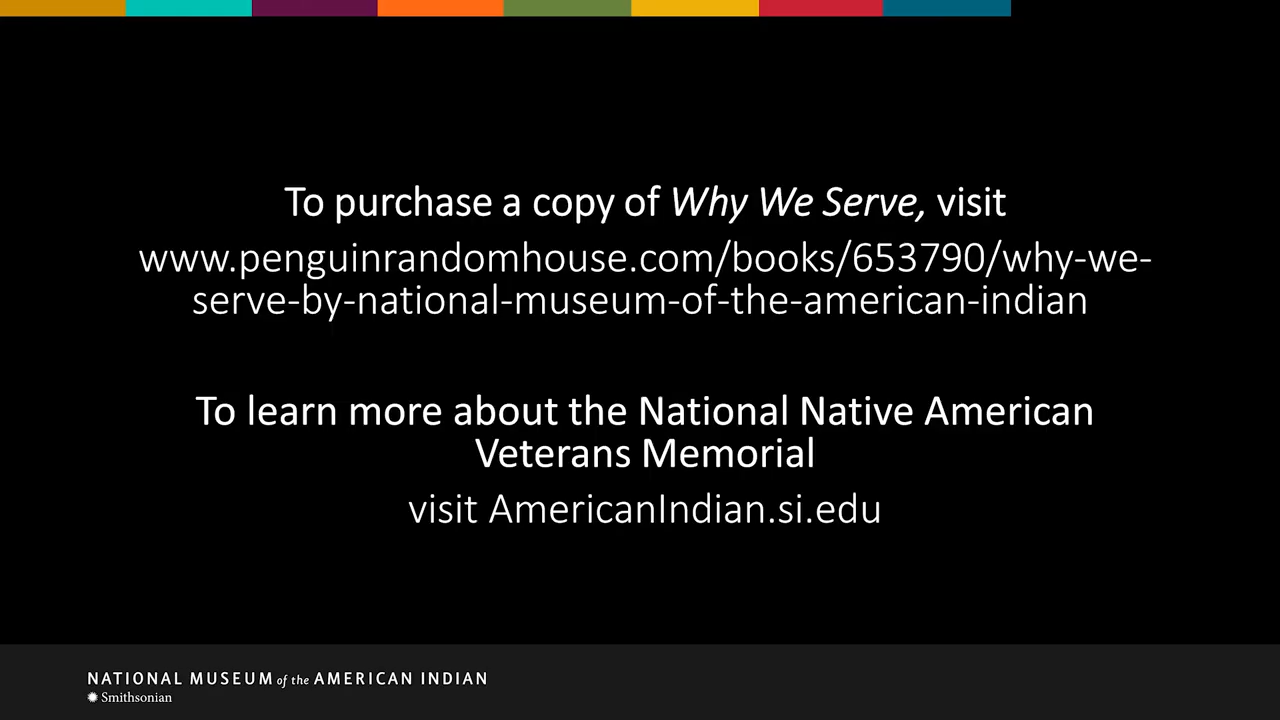 To purchase a copy of Why We Serve, visit
www.penguinrandomhouse.com/books/653790/why-we-
serve-by-national-museum-of-the-american-indian
To learn more about the National Native American
Veterans Memorial
visit AmericanIndian.si.edu
NATIONAL MUSEUM of the AMERICAN INDIAN
Smithsonian